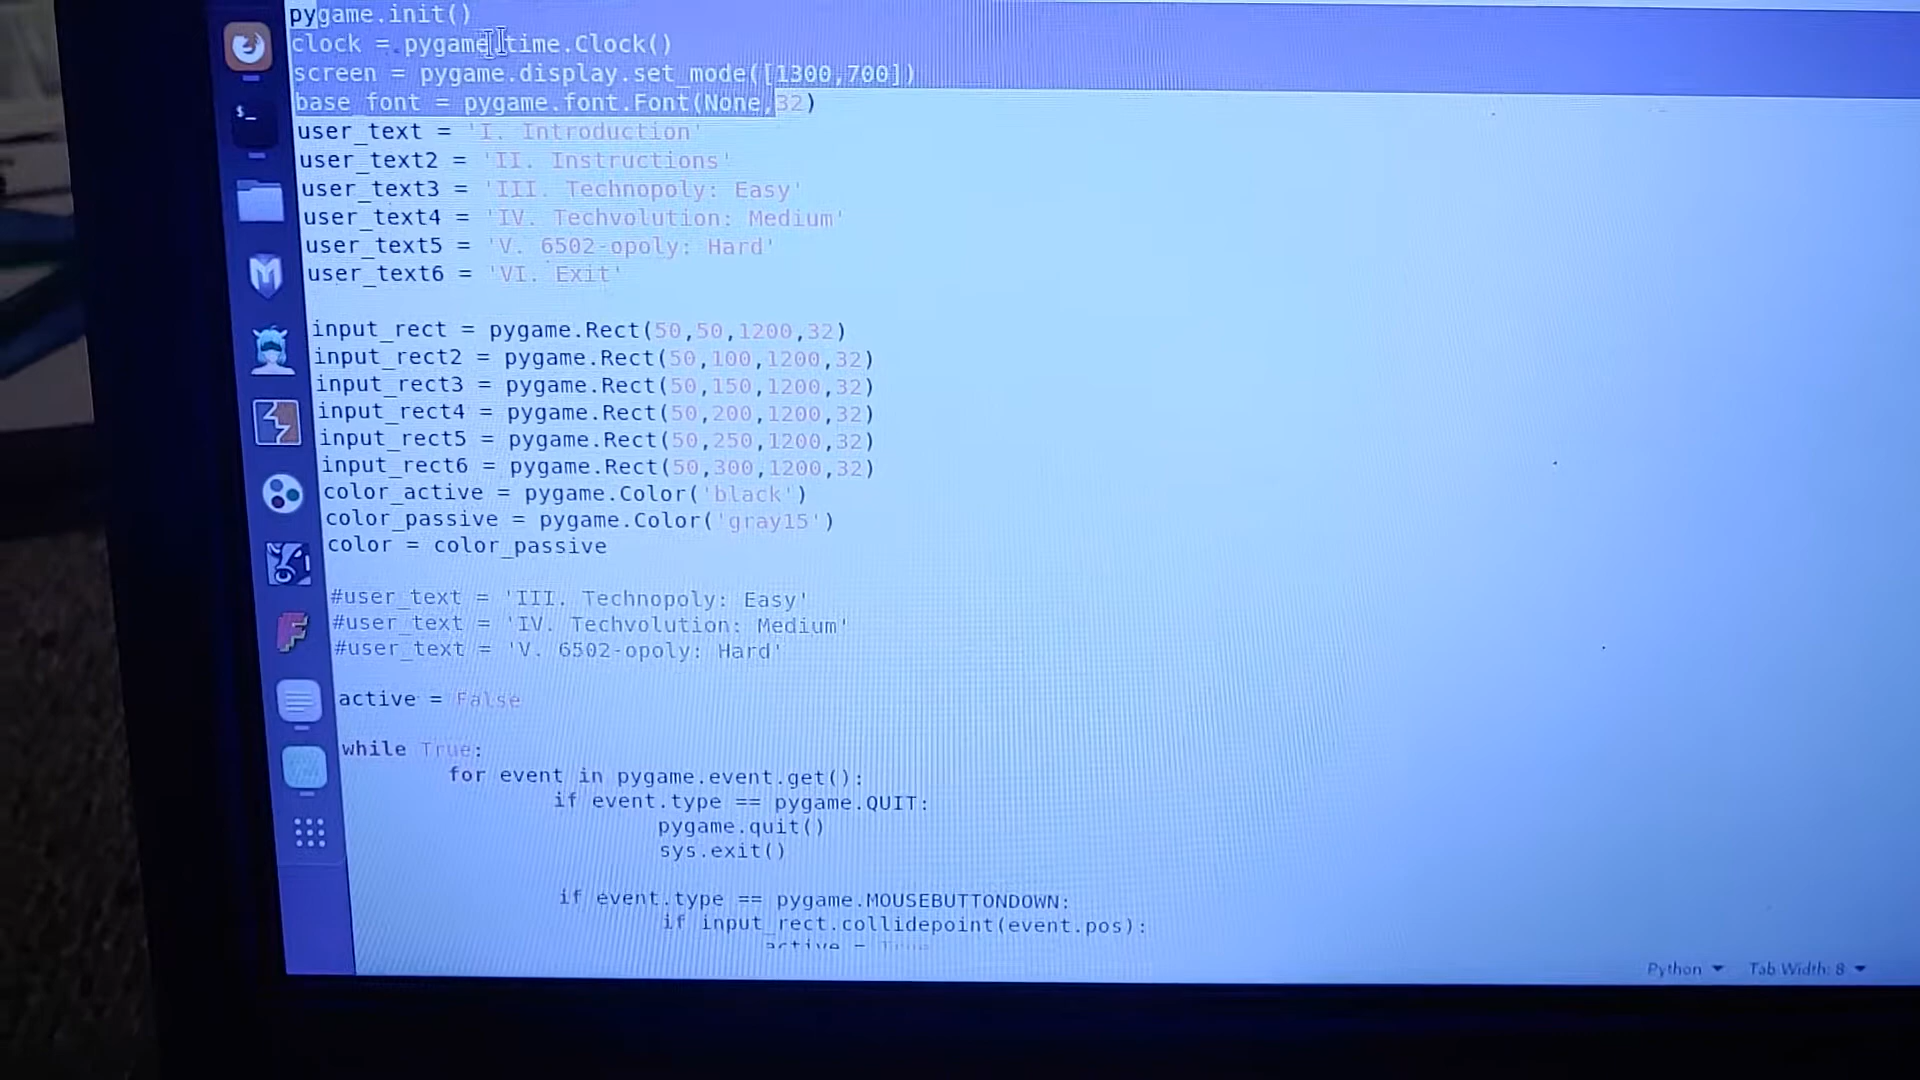 pygame.init()
clock = pygame.time.Clock()
screen = pygame.display.set_mode([1300,700])
base_font = pygame.font.Font(None,32)
user_text = 'I. Introduction'
user_text2 = 'II. Instructions'
user_text3 = 'III. Technopoly: Easy'
user_text4 = 'IV. Techvolution: Medium'
user_text5 = 'V. 6502-opoly: Hard'
user_text6 = 'VI. Exit'
input_rect = pygame.Rect(50,50,1200,32)
input_rect2 = pygame.Rect(50,100,1200,32)
input_rect3 = pygame.Rect(50,150,1200,32)
input_rect4 = pygame.Rect(50,200,1200,32)
input_rect5 = pygame.Rect(50,250,1200,32)
input_rect6 = pygame.Rect(50,300,1200,32)
color_active = pygame.Color('black')
color_passive = pygame.Color('gray15')
color = color_passive
#user_text = 'III. Technopoly: Easy'
#user_text = 'IV. Techvolution: Medium'
#user_text = 'V. 6502-opoly: Hard'
active = False
while True:
for event in pygame.event.get():
if event.type == pygame.QUIT:
pygame.quit()
sys.exit()
if event.type == pygame.MOUSEBUTTONDOWN:
if input_rect.collidepoint(event.pos):
active = True
Python
Tab Width: 8